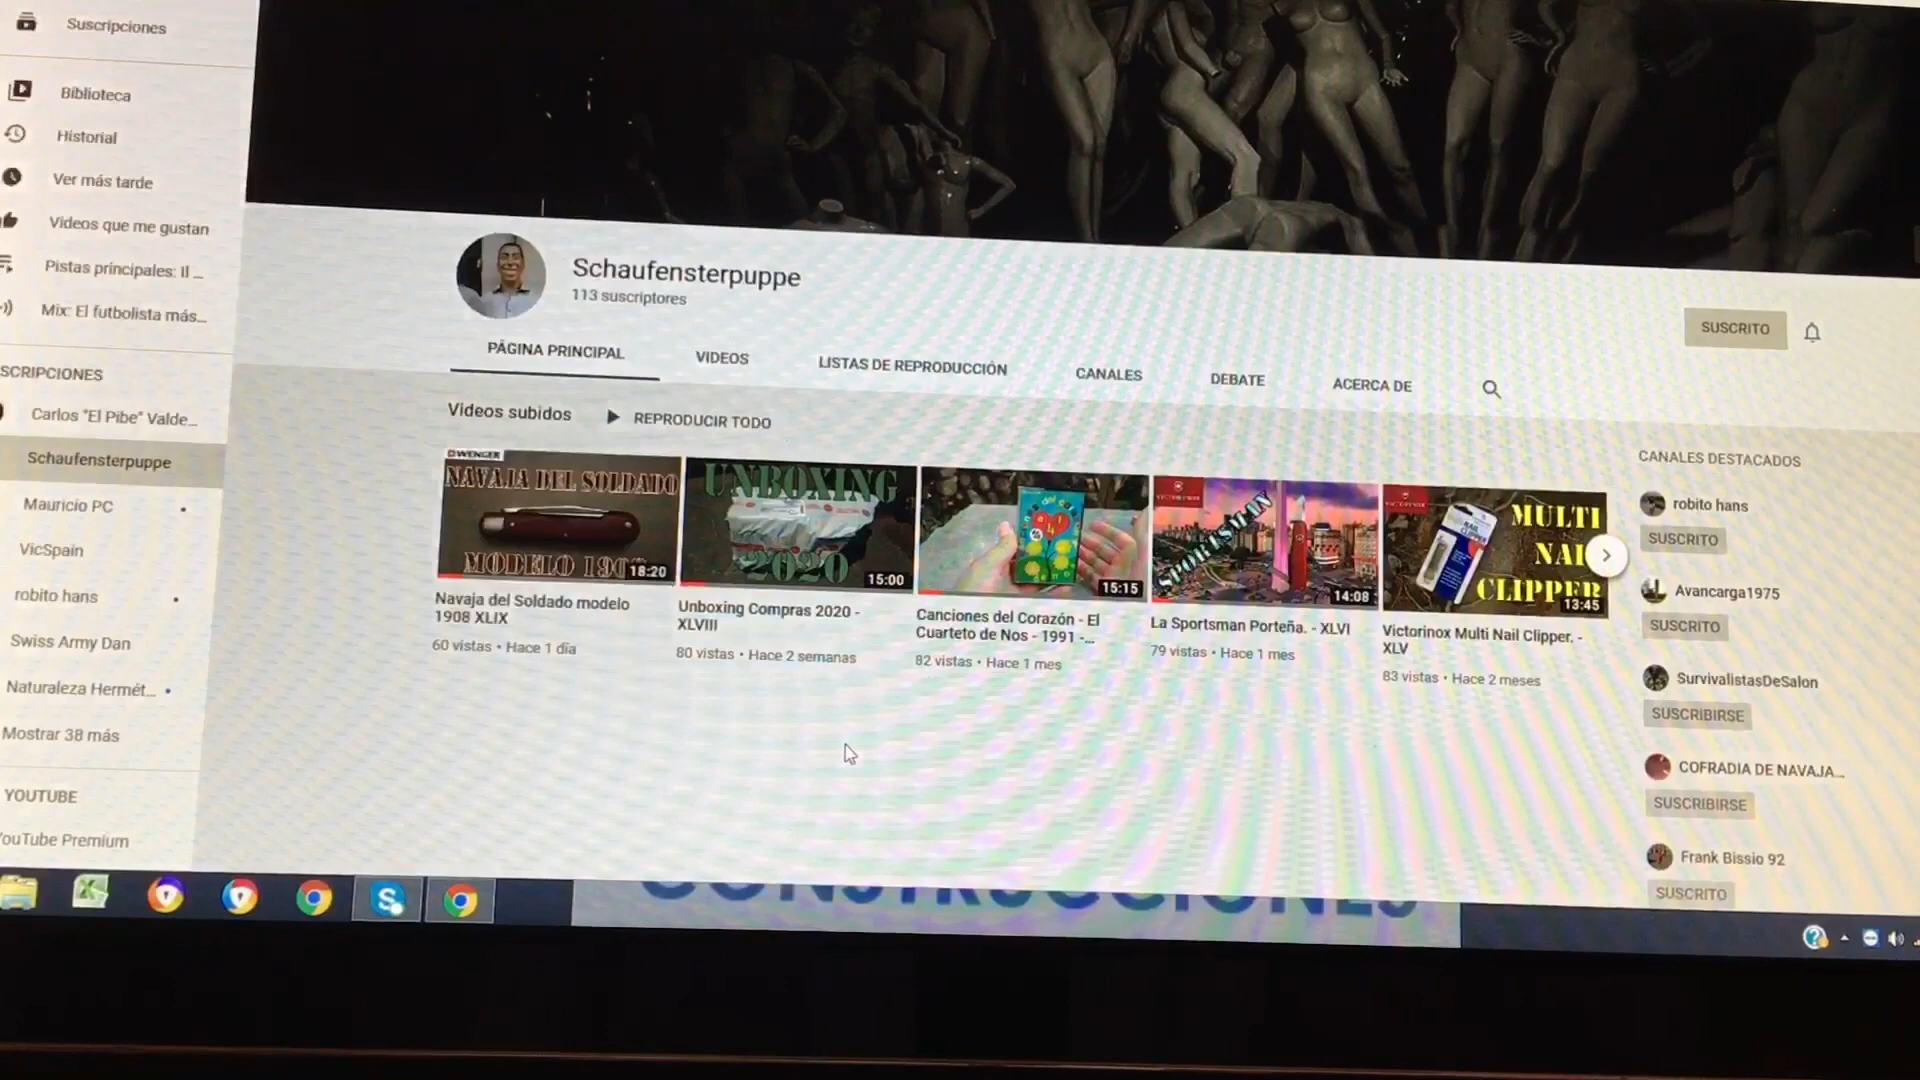 Suscripciones
Biblioteca
Historial
Ver más tarde
Videos que me gustan
Pistas principales: Il ...
Mix: El futbolista más...
SCRIPCIONES
Carlos "El Pibe" Valde...
Schaufensterpuppe
Mauricio PC
VicSpain
robito hans
Swiss Army Dan
Naturaleza Hermét...
Mostrar 38 más
YOUTUBE
YouTube Premium
Schaufensterpuppe
113 suscriptores
SUSCRITO
PÁGINA PRINCIPAL
VIDEOS
LISTAS DE REPRODUCCIÓN
CANALES
DEBATE
ACERCA DE
Videos subidos
REPRODUCIR TODO
WENGER
NAVAJA DEL SOLDADO
MODELO 190
18:20
Navaja del Soldado modelo
1908 XLIX
60 vistas • Hace 1 día
UNBOXING
2020
15:00
Unboxing Compras 2020 -
XLVIII
80 vistas • Hace 2 semanas
15:15
Canciones del Corazón - El
Cuarteto de Nos - 1991 -...
82 vistas • Hace 1 mes
SPORTSMAN
14:08
La Sportsman Porteña. - XLVI
79 vistas • Hace 1 mes
MULTI
NAIL
CLIPPER
NAIL
CLIPPER
13:45
Victorinox Multi Nail Clipper. -
XLV
83 vistas • Hace 2 meses
CANALES DESTACADOS
robito hans
SUSCRITO
Avancarga1975
SUSCRITO
SurvivalistasDeSalon
SUSCRIBIRSE
COFRADIA DE NAVAJA...
SUSCRIBIRSE
Frank Bissio 92
SUSCRITO
CONSTRUCCIONES